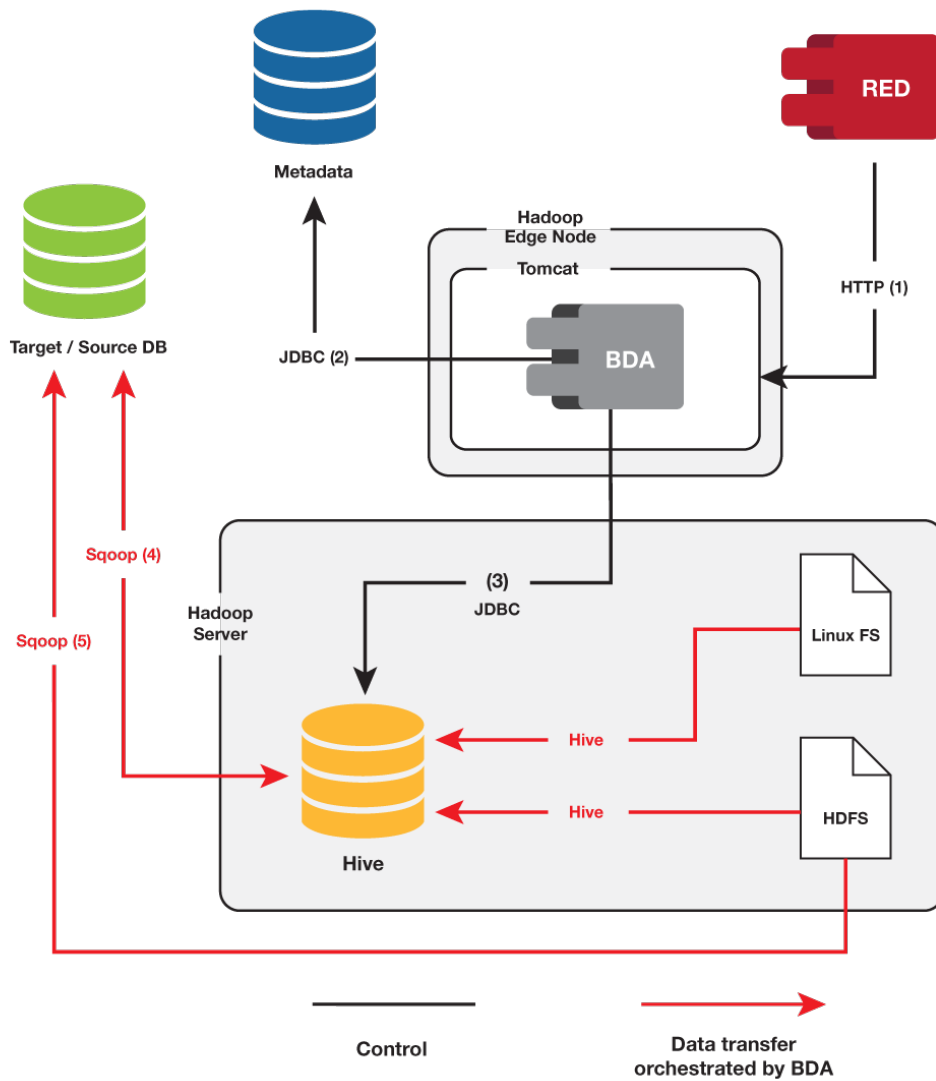 RED
Metadata
Hadoop
Edge Node
Tomcat
HTTP (1)
Target / Source DB
JDBC (2)
BDA
Sqoop (4)
(3)
JDBC
Hadoop
Server
Sqoop (5)
Linux FS
Hive
Hive
HDFS
Hive
Control
Data transfer
orchestrated by BDA